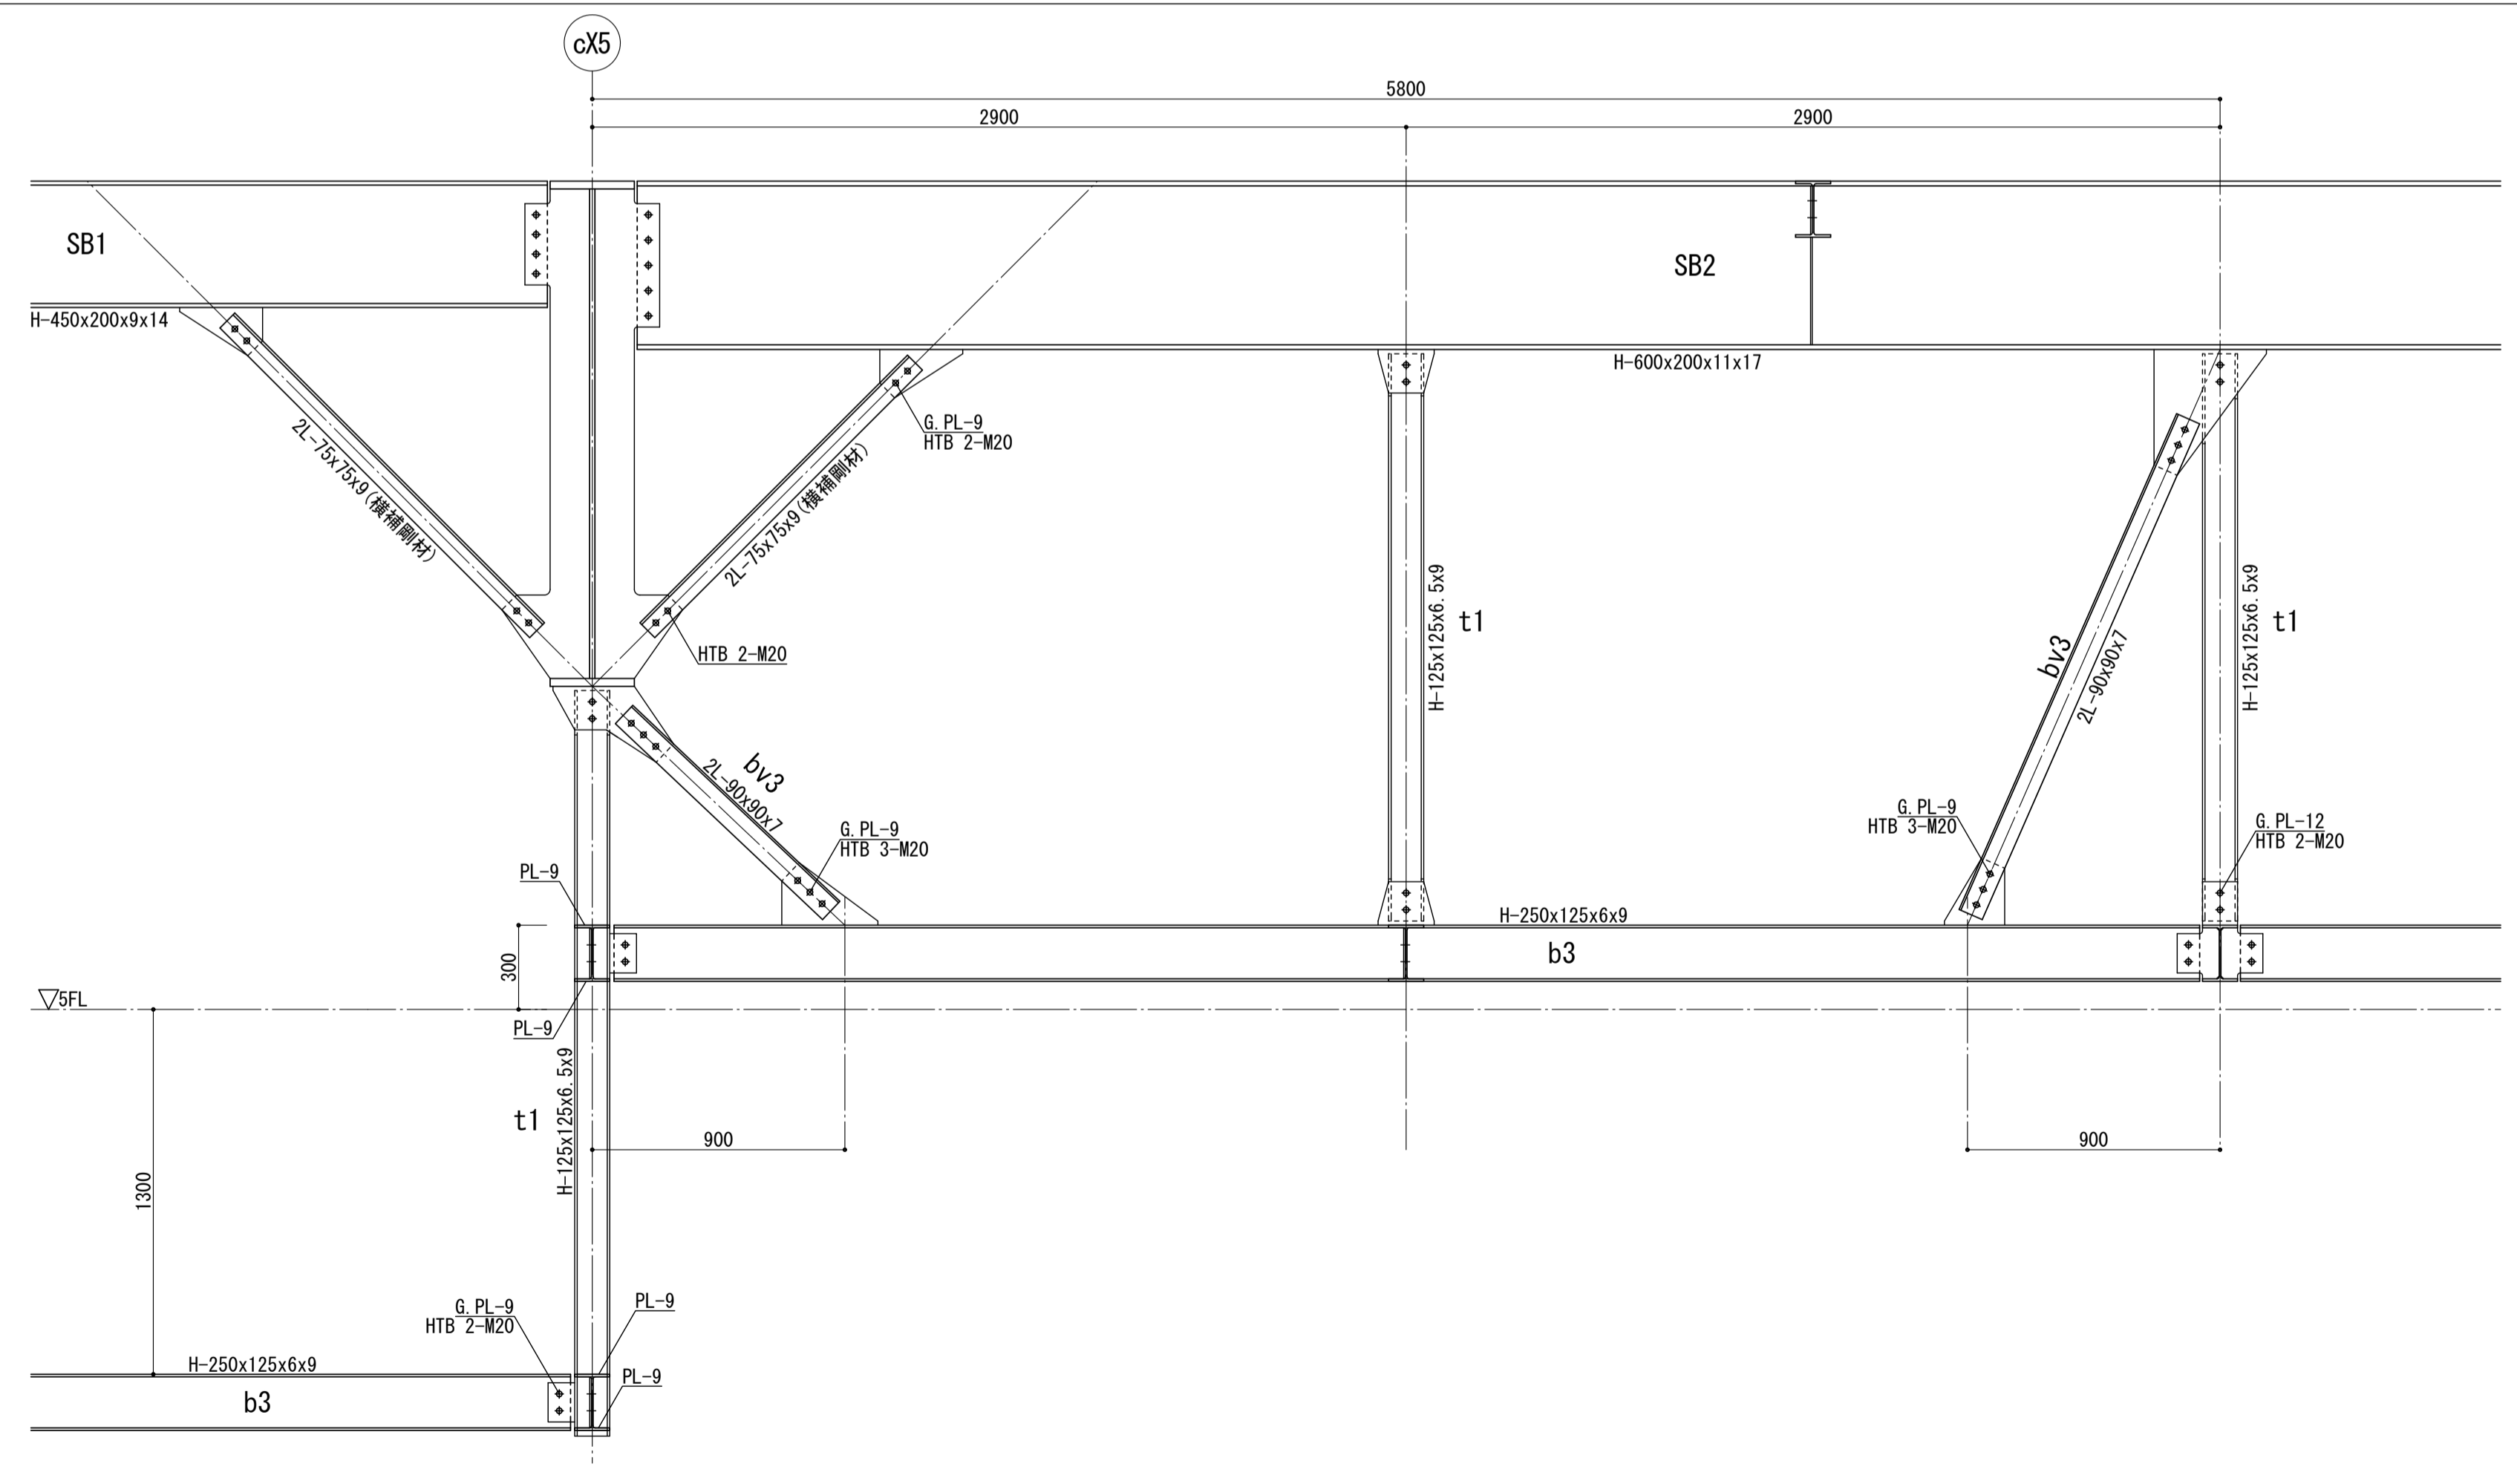 cX5
5800
2900
2900
SB1
SB2
H-450x200x9x14
H-600x200x11x17
G.PL-9
HTB 2-M20
2L-75x75x9(横補剛材)
2L-75x75x9(横補剛材)
HTB 2-M20
H-125x125x6.5x9
t1
bv3
2L-90x90x7
H-125x125x6.5x9
t1
bv3
2L-90x90x7
G.PL-9
HTB 3-M20
G.PL-9
HTB 3-M20
G.PL-12
HTB 2-M20
PL-9
H-250x125x6x9
b3
300
▽5FL
PL-9
H-125x125x6.5x9
t1
900
900
1300
G.PL-9
HTB 2-M20
PL-9
H-250x125x6x9
PL-9
b3